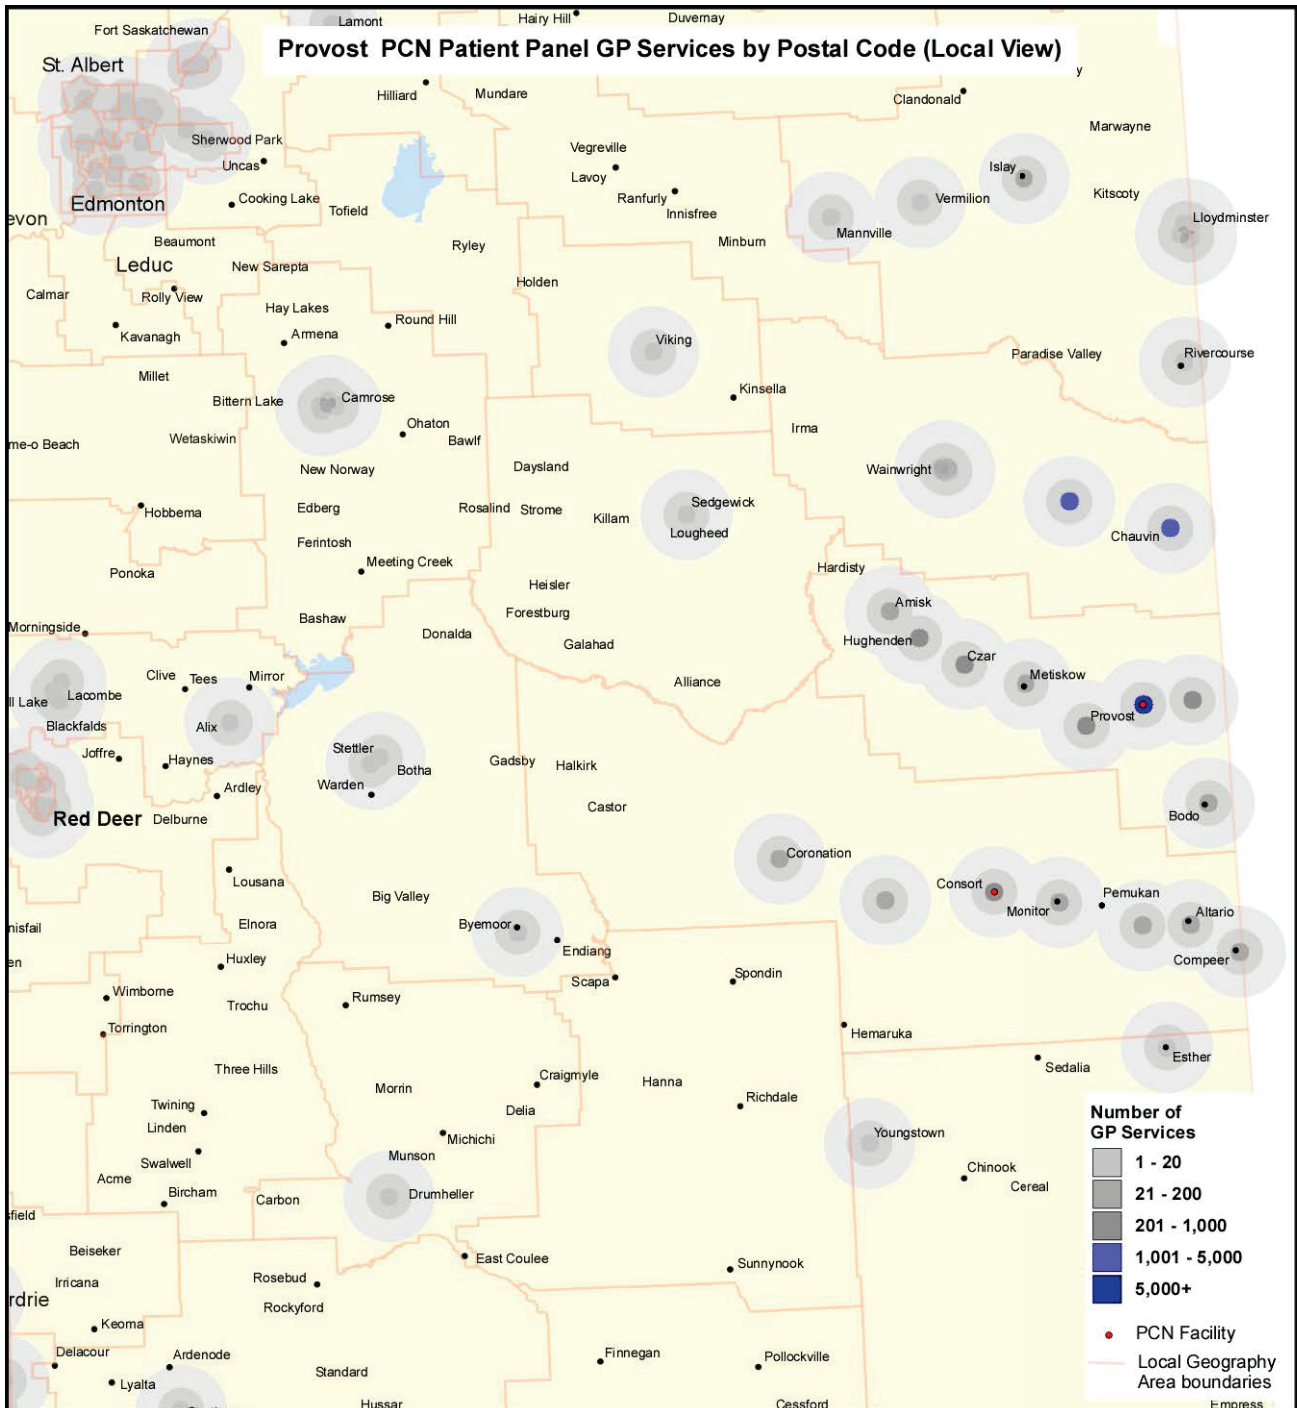 Lamont
Hairy Hill
Duvernay
Fort Saskatchewan
Provost PCN Patient Panel GP Services by Postal Code (Local View)
St. Albert
y
Hilliard
Mundare
Clandonald
Marwayne
Sherwood Park
Vegreville
Uncas
Lavoy
Islay
Ranfurly
Kitscoty
Edmonton
Cooking Lake
Vermilion
evon
Tofield
Innisfree
Lloydminster
Mannville
Beaumont
Ryley
Minburn
Leduc
New Sarepta
Holden
Calmar
Rolly View
Hay Lakes
Round Hill
Kavanagh
Armena
Viking
Paradise Valley
Rivercourse
Millet
Kinsella
Bittern Lake
Camrose
Ohaton
Irma
me-o Beach
Wetaskiwin
Bawlf
New Norway
Daysland
Wainwright
Hobbema
Edberg
Rosalind
Strome
Sedgewick
Killam
Lougheed
Chauvin
Ferintosh
Meeting Creek
Ponoka
Hardisty
Heisler
Bashaw
Forestburg
Amisk
Morningside
Donalda
Galahad
Hughenden
Czar
Clive
Tees
Mirror
Alliance
Metiskow
ll Lake
Lacombe
Blackfalds
Alix
Provost
Joffre
Haynes
Stettler
Botha
Gadsby
Halkirk
Warden
Ardley
Castor
Red Deer
Delburne
Bodo
Coronation
Lousana
Consort
Big Valley
Pemukan
Monitor
nisfail
Elnora
Byemoor
Altario
Endiang
en
Huxley
Compeer
Scapa
Spondin
Wimborne
Rumsey
Trochu
Torrington
Hemaruka
Esther
Three Hills
Craigmyle
Hanna
Sedalia
Morrin
Twining
Delia
Richdale
Linden
Michichi
Youngstown
Swalwell
Munson
Acme
Bircham
Carbon
Drumheller
Chinook
Cereal
sfield
Beiseker
East Coulee
Sunnynook
Irricana
Rosebud
rdrie
Rockyford
Keoma
Delacour
Ardenode
Finnegan
Pollockville
Lyalta
Standard
Hussar
Cessford
Empress
Number of
GP Services
1 - 20
21 - 200
201 - 1,000
1,001 - 5,000
5,000+
PCN Facility
Local Geography
Area boundaries